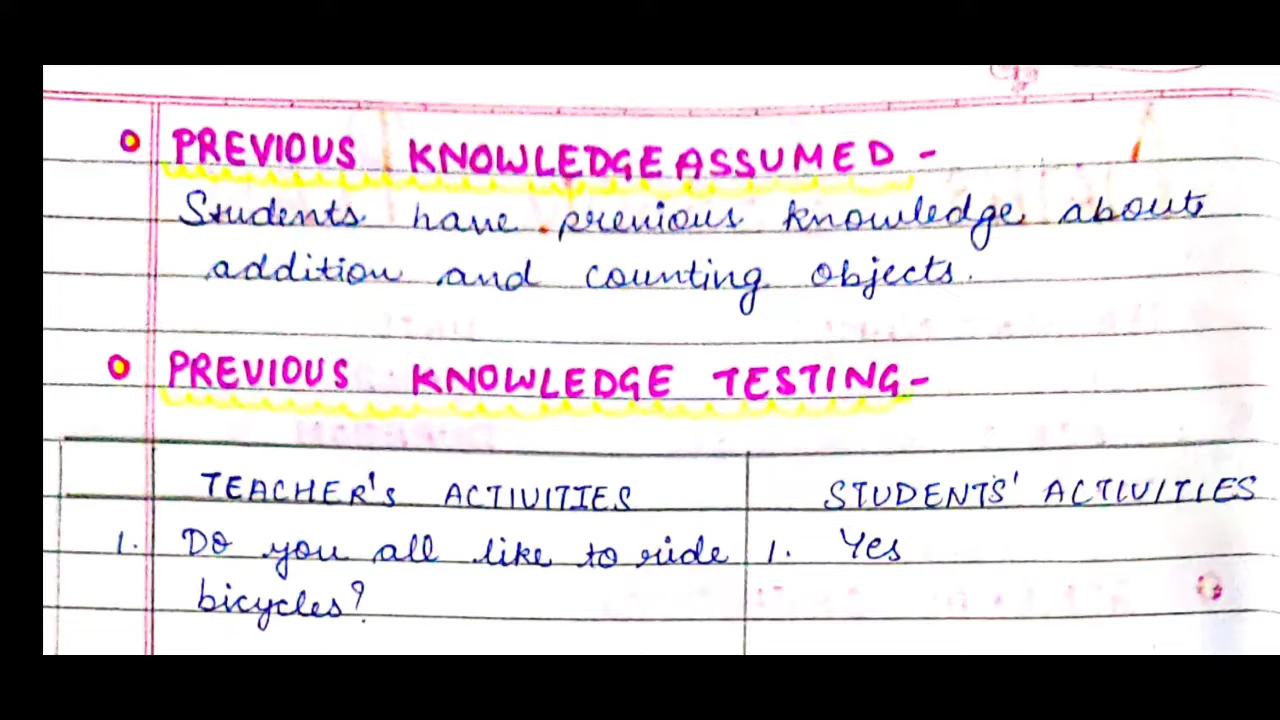 PREVIOUS KNOWLEDGE ASSUMED -
Students have previous knowledge about
addition and counting objects.
PREVIOUS KNOWLEDGE TESTING-
TEACHER'S ACTIVITIES STUDENTS' ACTIVITIES
1. Do you all like to ride 1. Yes
bicycles?